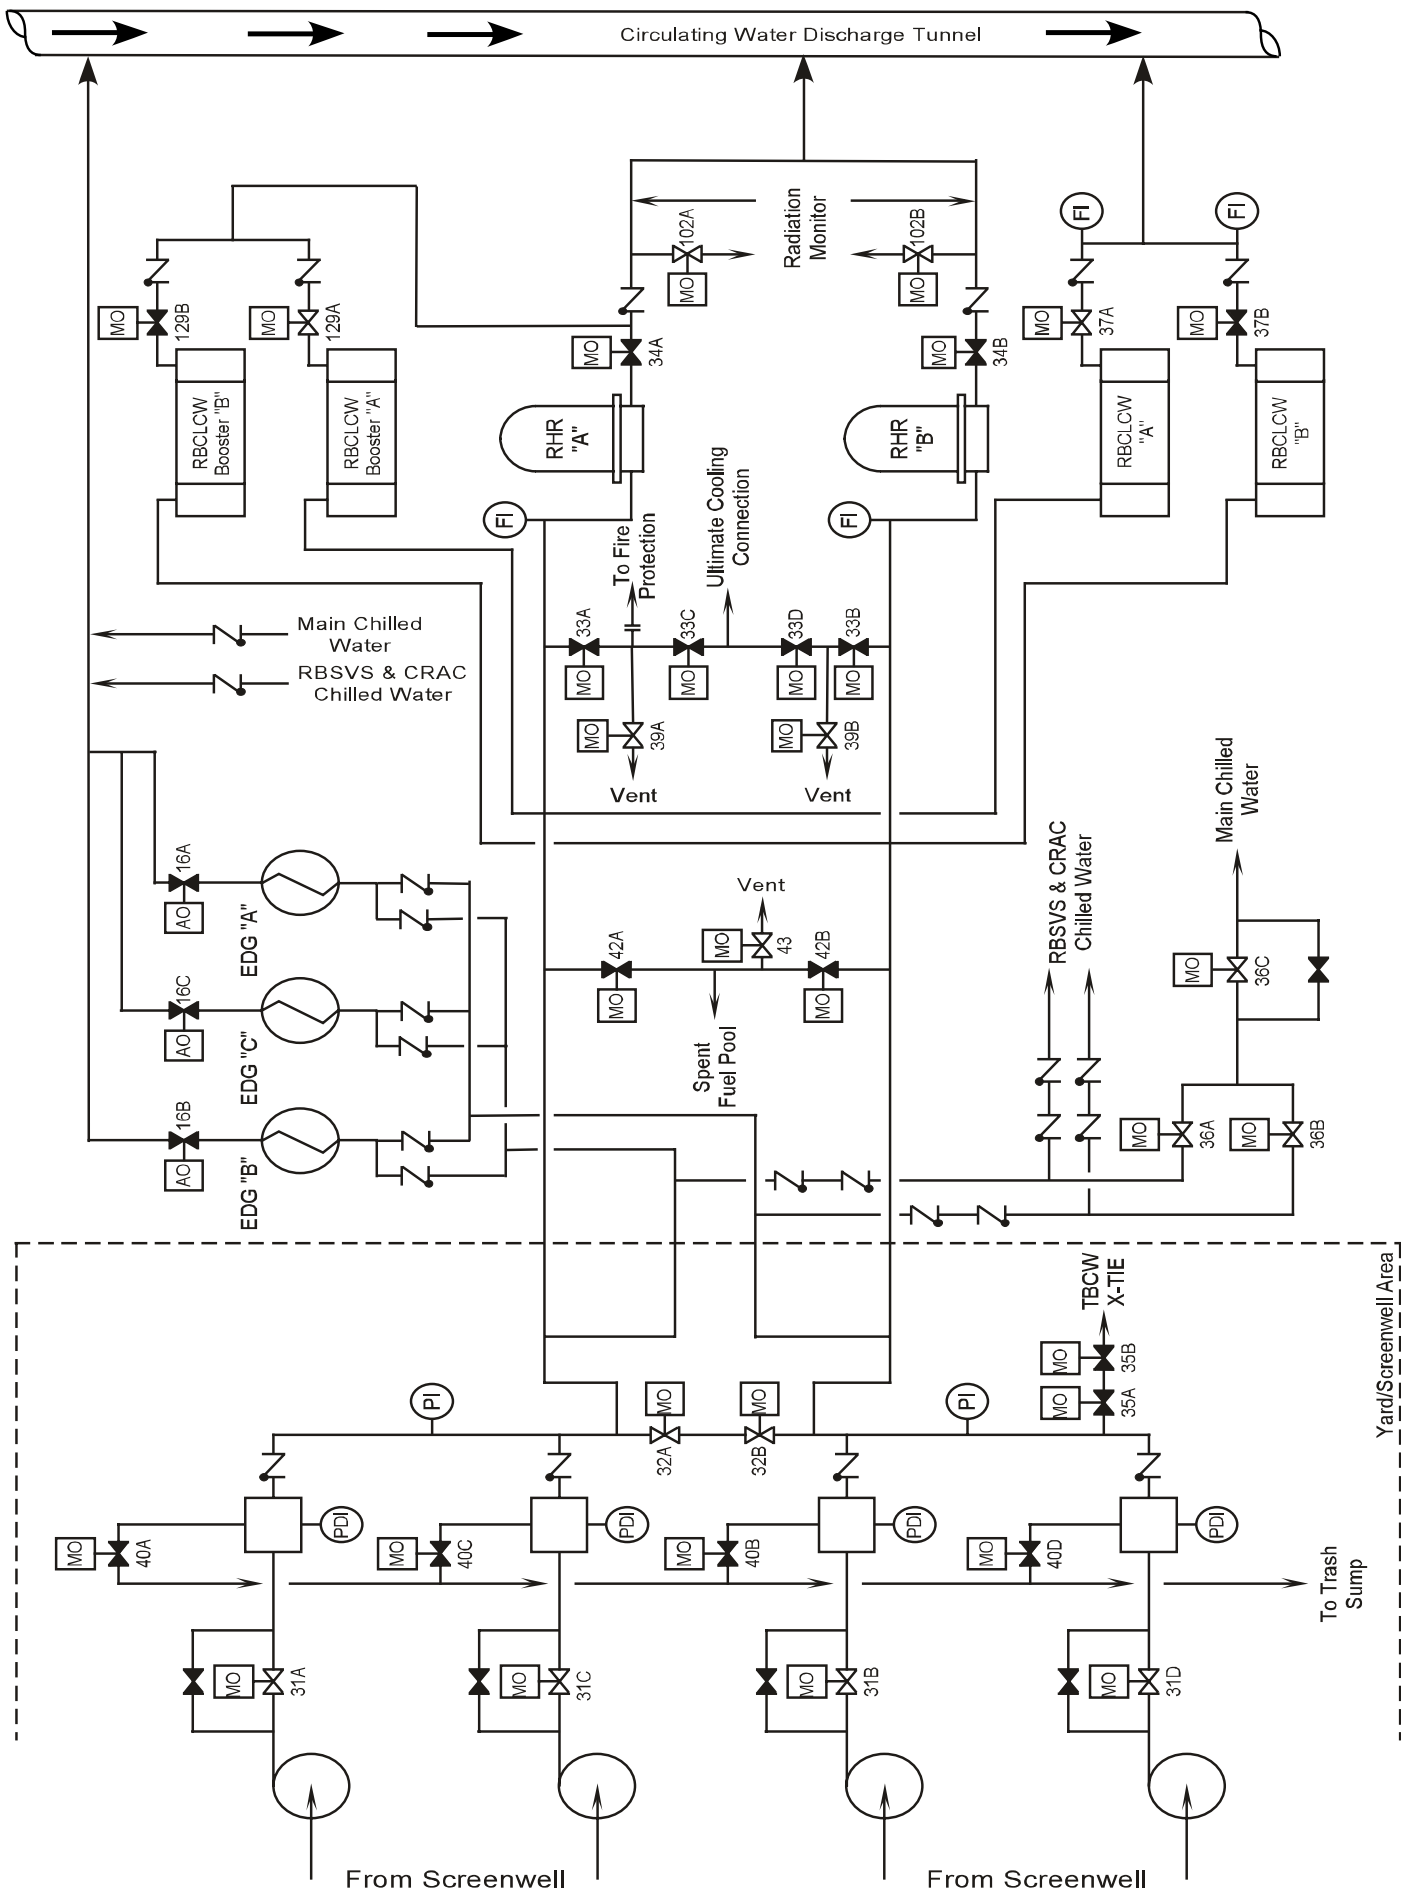 Circulating Water Discharge Tunnel
Radiation
Monitor
102A
MO
102B
MO
FI
FI
MO
129B
MO
129A
MO
34A
MO
34B
MO
37A
MO
37B
RBCLCW
Booster "B"
RBCLCW
Booster "A"
RHR
"A"
RHR
"B"
RBCLCW
"A"
RBCLCW
"B"
FI
FI
To Fire
Protection
Ultimate Cooling
Connection
Main Chilled
Water
RBSVS & CRAC
Chilled Water
33A
MO
33C
MO
33D
MO
33B
MO
MO
39A
MO
39B
Vent
Vent
16A
AO
EDG "A"
16C
AO
EDG "C"
16B
AO
EDG "B"
Vent
42A
MO
MO
43
42B
MO
Spent
Fuel Pool
RBSVS & CRAC
Chilled Water
Main Chilled
Water
MO
36C
MO
36A
MO
36B
Yard/Screenwell Area
TBCW
X-TIE
MO
35B
MO
35A
PI
MO
32A
MO
32B
PI
MO
40A
PDI
MO
40C
PDI
MO
40B
PDI
MO
40D
PDI
To Trash
Sump
MO
31A
MO
31C
MO
31B
MO
31D
From Screenwell
From Screenwell